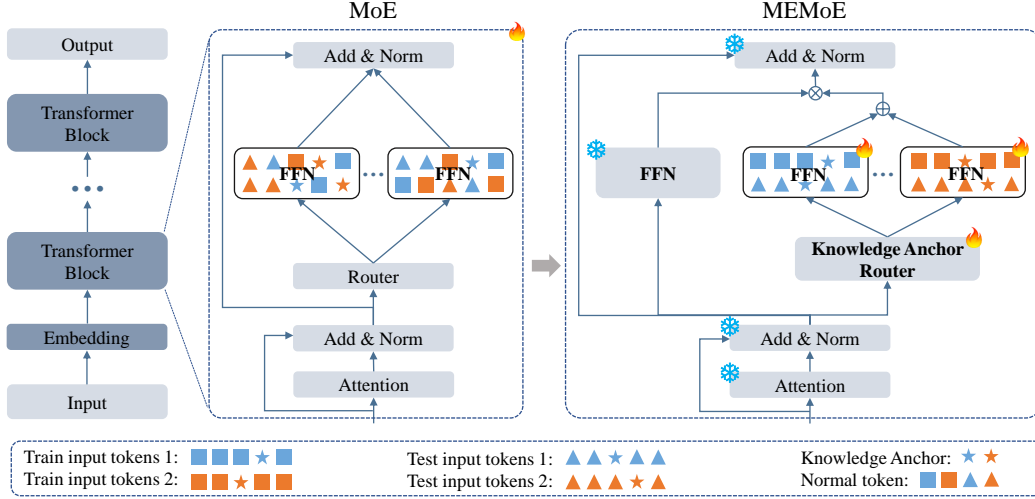 MoE
MEMoE
Output
Transformer
Block
Transformer
Block
Embedding
Input
Add & Norm
FFN
FFN
Router
Add & Norm
Attention
Add & Norm
FFN
FFN
FFN
Knowledge Anchor
Router
Add & Norm
Attention
Train input tokens 1:
Train input tokens 2:
Test input tokens 1:
Test input tokens 2:
Knowledge Anchor:
Normal token: